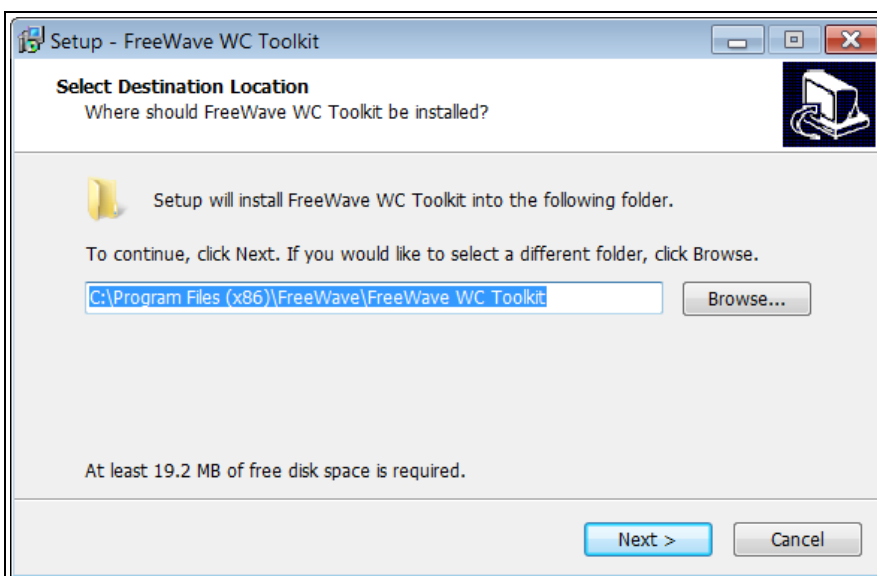 Setup - FreeWave WC Toolkit
Select Destination Location
Where should FreeWave WC Toolkit be installed?
Setup will install FreeWave WC Toolkit into the following folder.
To continue, click Next. If you would like to select a different folder, click Browse.
C:\Program Files (x86)\FreeWave\FreeWave WC Toolkit
Browse...
At least 19.2 MB of free disk space is required.
Next >
Cancel